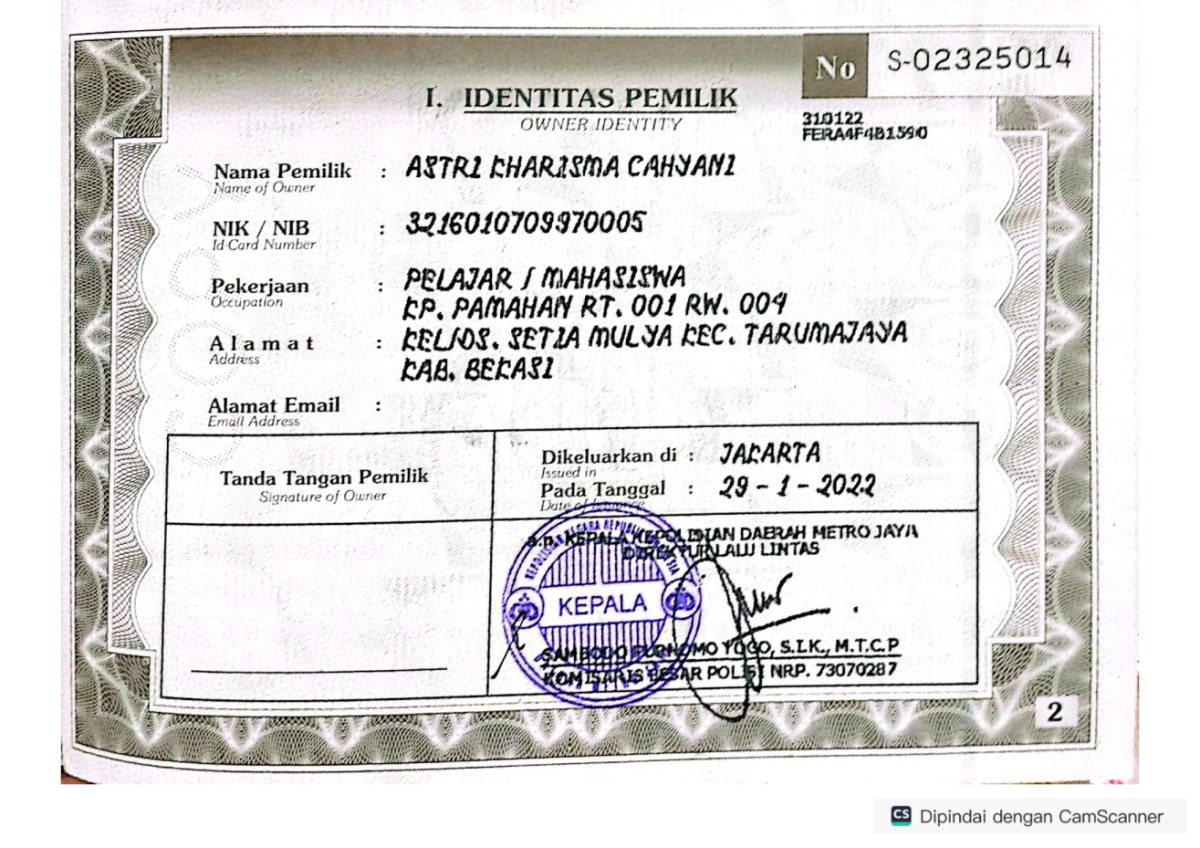 No S-02325014
I. IDENTITAS PEMILIK
OWNER IDENTITY
310122
FERA4F4B1590
Nama Pemilik : ASTRI KHARISMA CAHYANI
Name of Owner
NIK / NIB : 3216010709970005
Id Card Number
Pekerjaan : PELAJAR / MAHASISWA
Occupation
KP. PAMAHAN RT. 001 RW. 004
Alamat : KEL/DS. SETIA MULYA KEC. TARUMAJAYA
Address
KAB. BEKASI
Alamat Email :
Email Address
Tanda Tangan Pemilik
Signature of Owner
Dikeluarkan di : JAKARTA
Issued in
Pada Tanggal : 29 - 1 - 2022
Date of Issuance
KEPALA KEPOLISIAN DAERAH METRO JAYA
DIREKTUR LALU LINTAS
KEPALA
SAMBODO PURNOMO YOGO, S.I.K., M.T.C.P
KOMISARIS BESAR POLISI NRP. 73070287
2
CS Dipindai dengan CamScanner